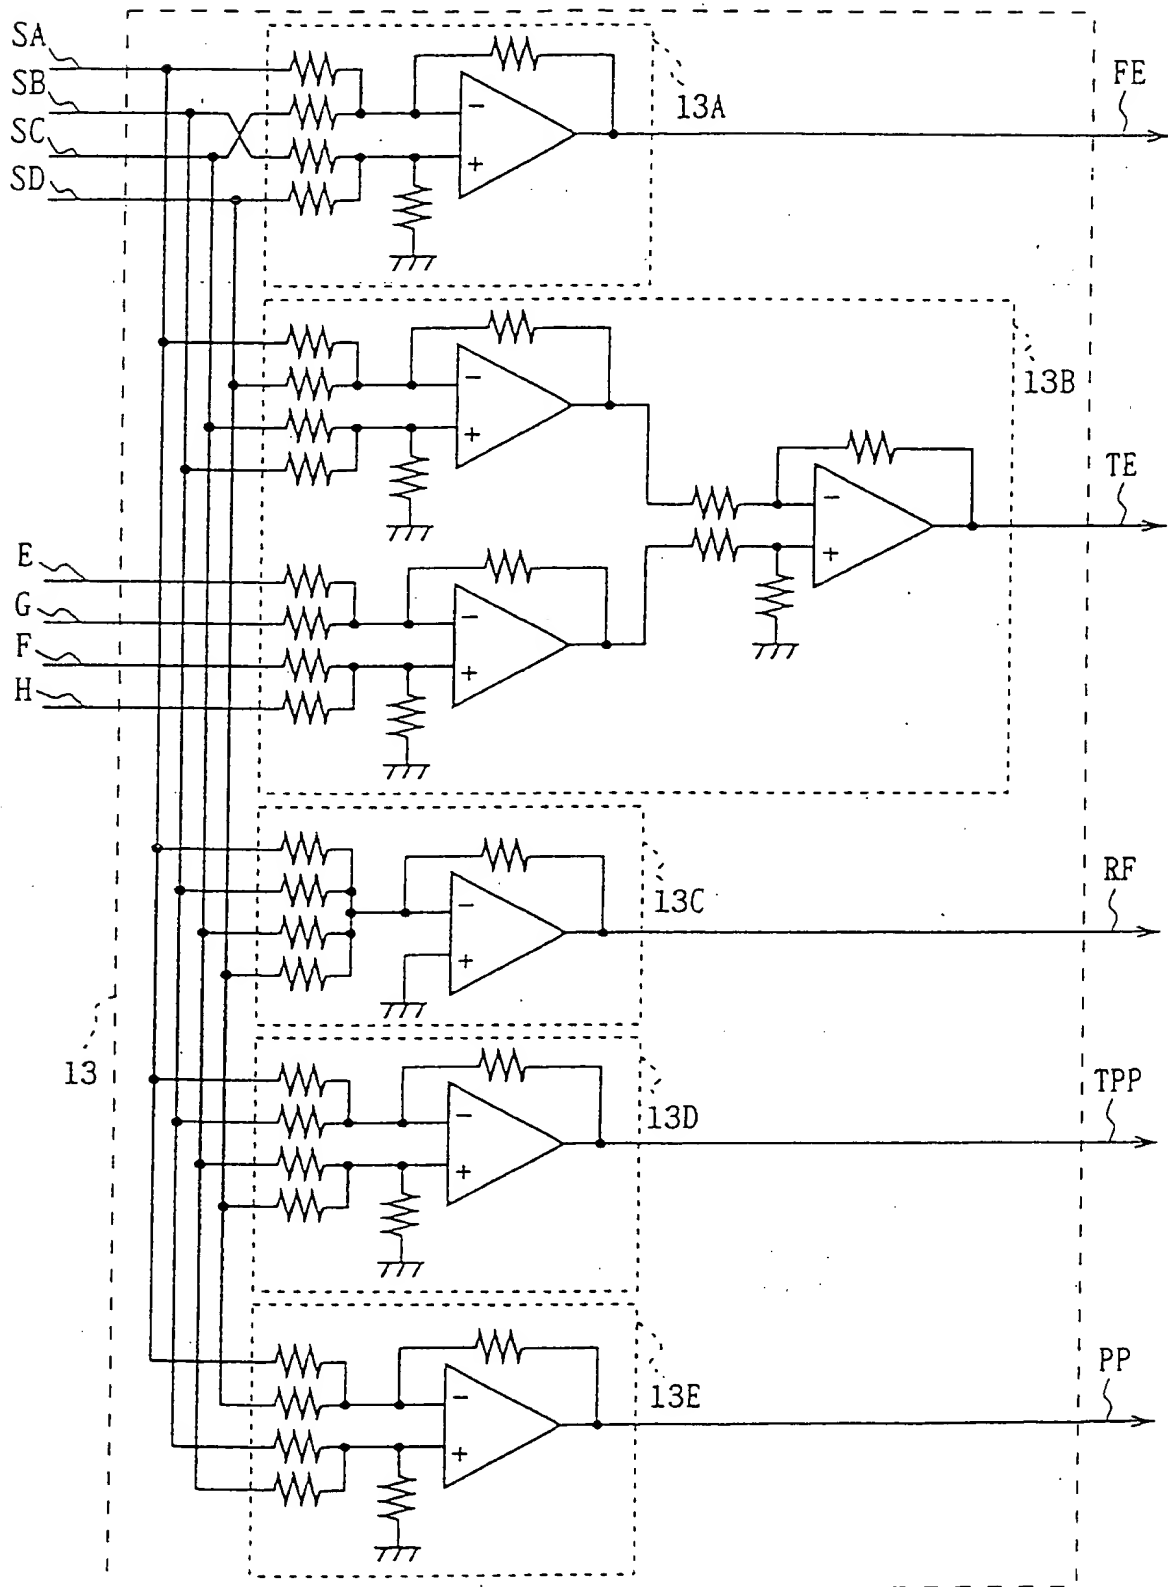 SA
SB
SC
SD
13A
FE
−
+
−
+
13B
−
+
TE
E
G
F
H
−
+
−
+
13C
RF
13
−
+
13D
TPP
−
+
13E
PP